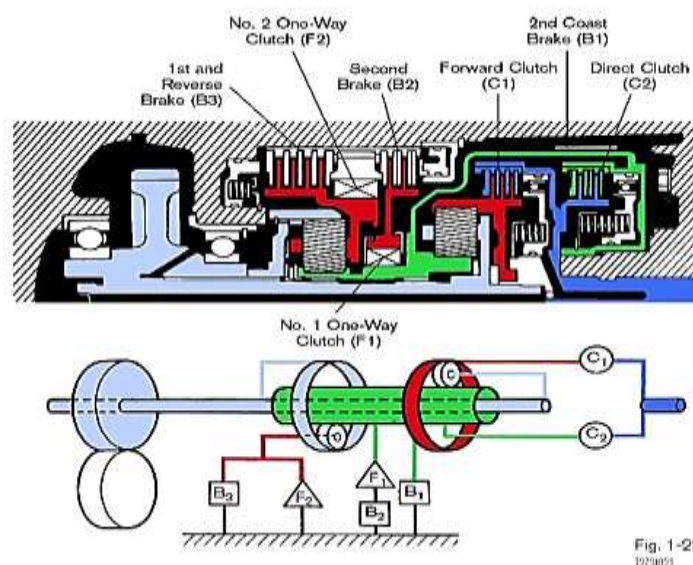 No. 2 One-Way
Clutch (F2)
2nd Coast
Brake (B1)
1st and
Reverse
Brake (B3)
Second
Brake (B2)
Forward Clutch
(C1)
Direct Clutch
(C2)
No. 1 One-Way
Clutch (F1)
C1
C2
B3
F2
F1
B2
B1
Fig. 1-2